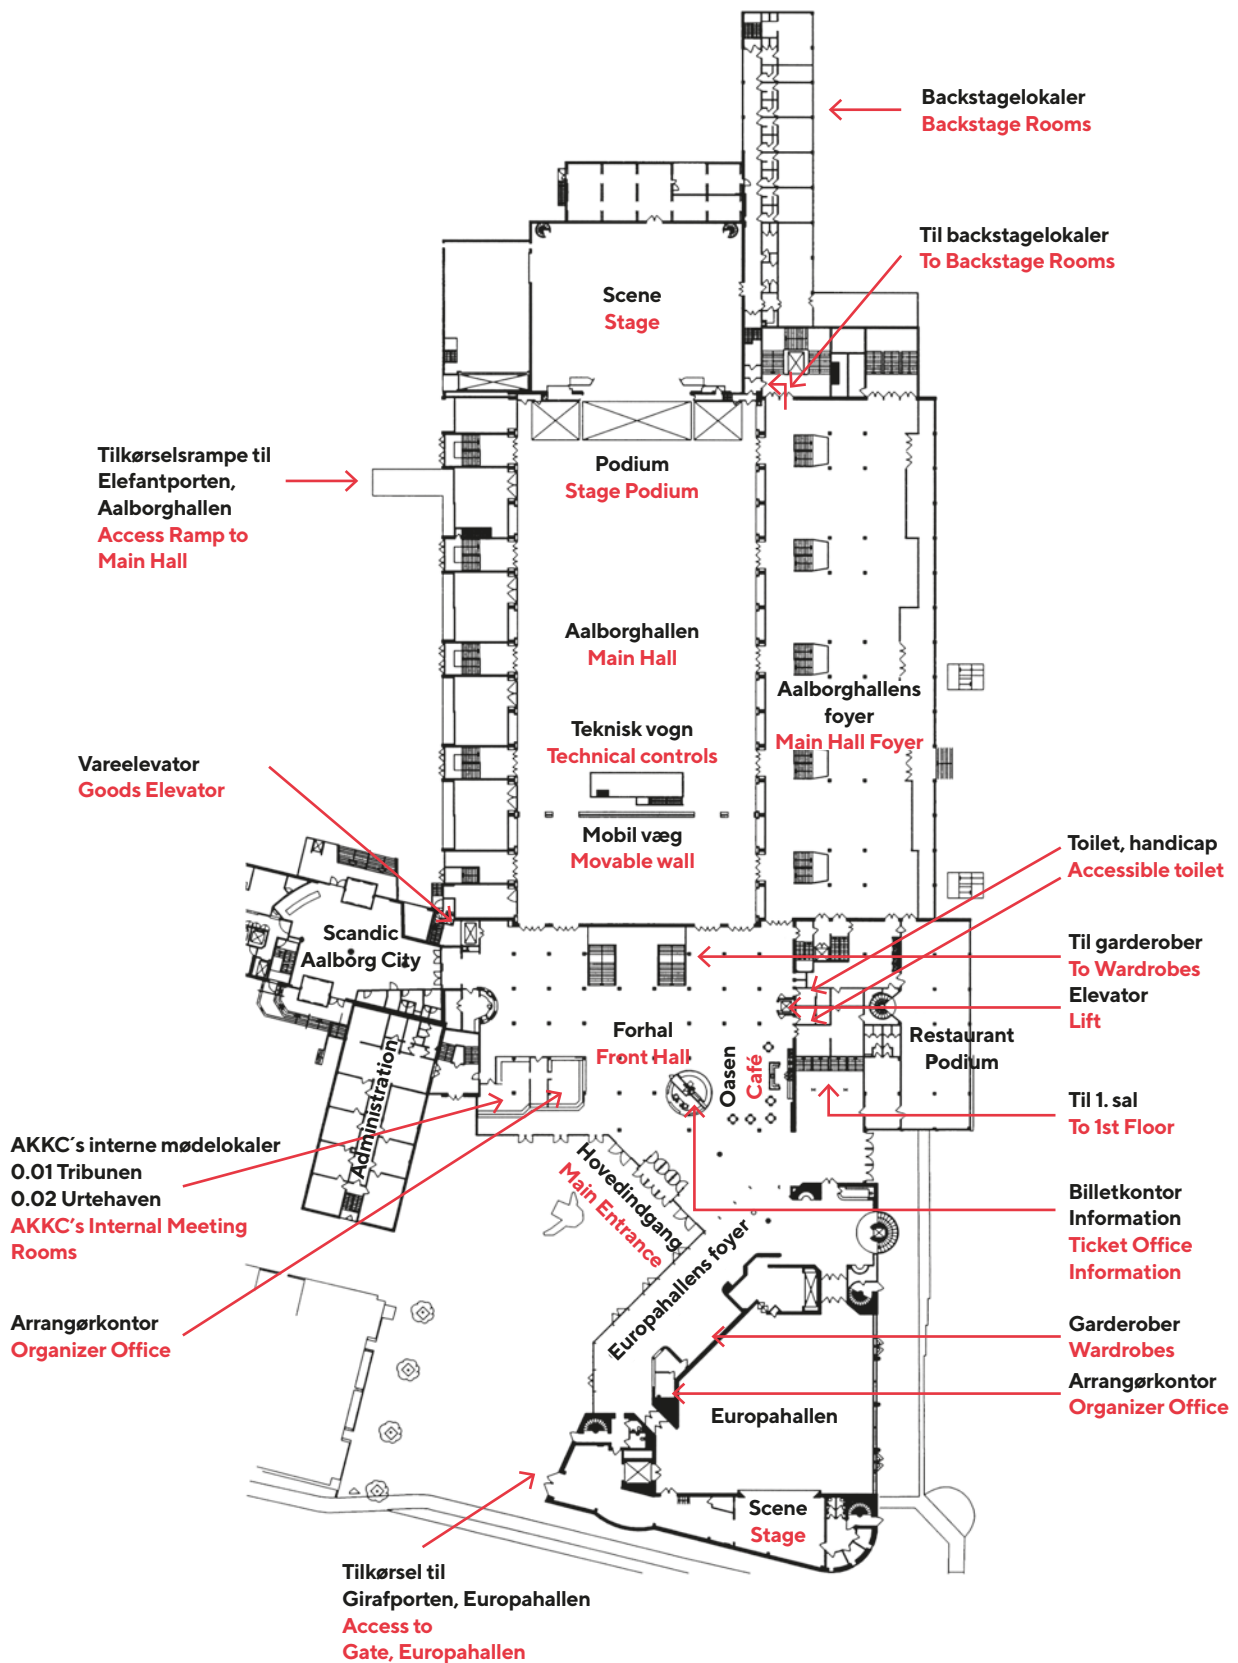 Backstagelokaler
Backstage Rooms
Til backstagelokaler
To Backstage Rooms
Scene
Stage
Tilkørselsrampe til
Elefantporten,
Aalborghallen
Access Ramp to
Main Hall
Podium
Stage Podium
Aalborghallen
Main Hall
Aalborghallens
foyer
Main Hall Foyer
Teknisk vogn
Technical controls
Vareelevator
Goods Elevator
Mobil væg
Movable wall
Toilet, handicap
Accessible toilet
Scandic
Aalborg City
Til garderober
To Wardrobes
Elevator
Lift
Forhal
Front Hall
Oasen
Café
Restaurant
Podium
Administration
Til 1. sal
To 1st Floor
AKKC´s interne mødelokaler
0.01 Tribunen
0.02 Urtehaven
AKKC’s Internal Meeting
Rooms
Hovedindgang
Main Entrance
Billetkontor
Information
Ticket Office
Information
Europahallens foyer
Arrangørkontor
Organizer Office
Garderober
Wardrobes
Arrangørkontor
Organizer Office
Europahallen
Scene
Stage
Tilkørsel til
Girafporten, Europahallen
Access to
Gate, Europahallen